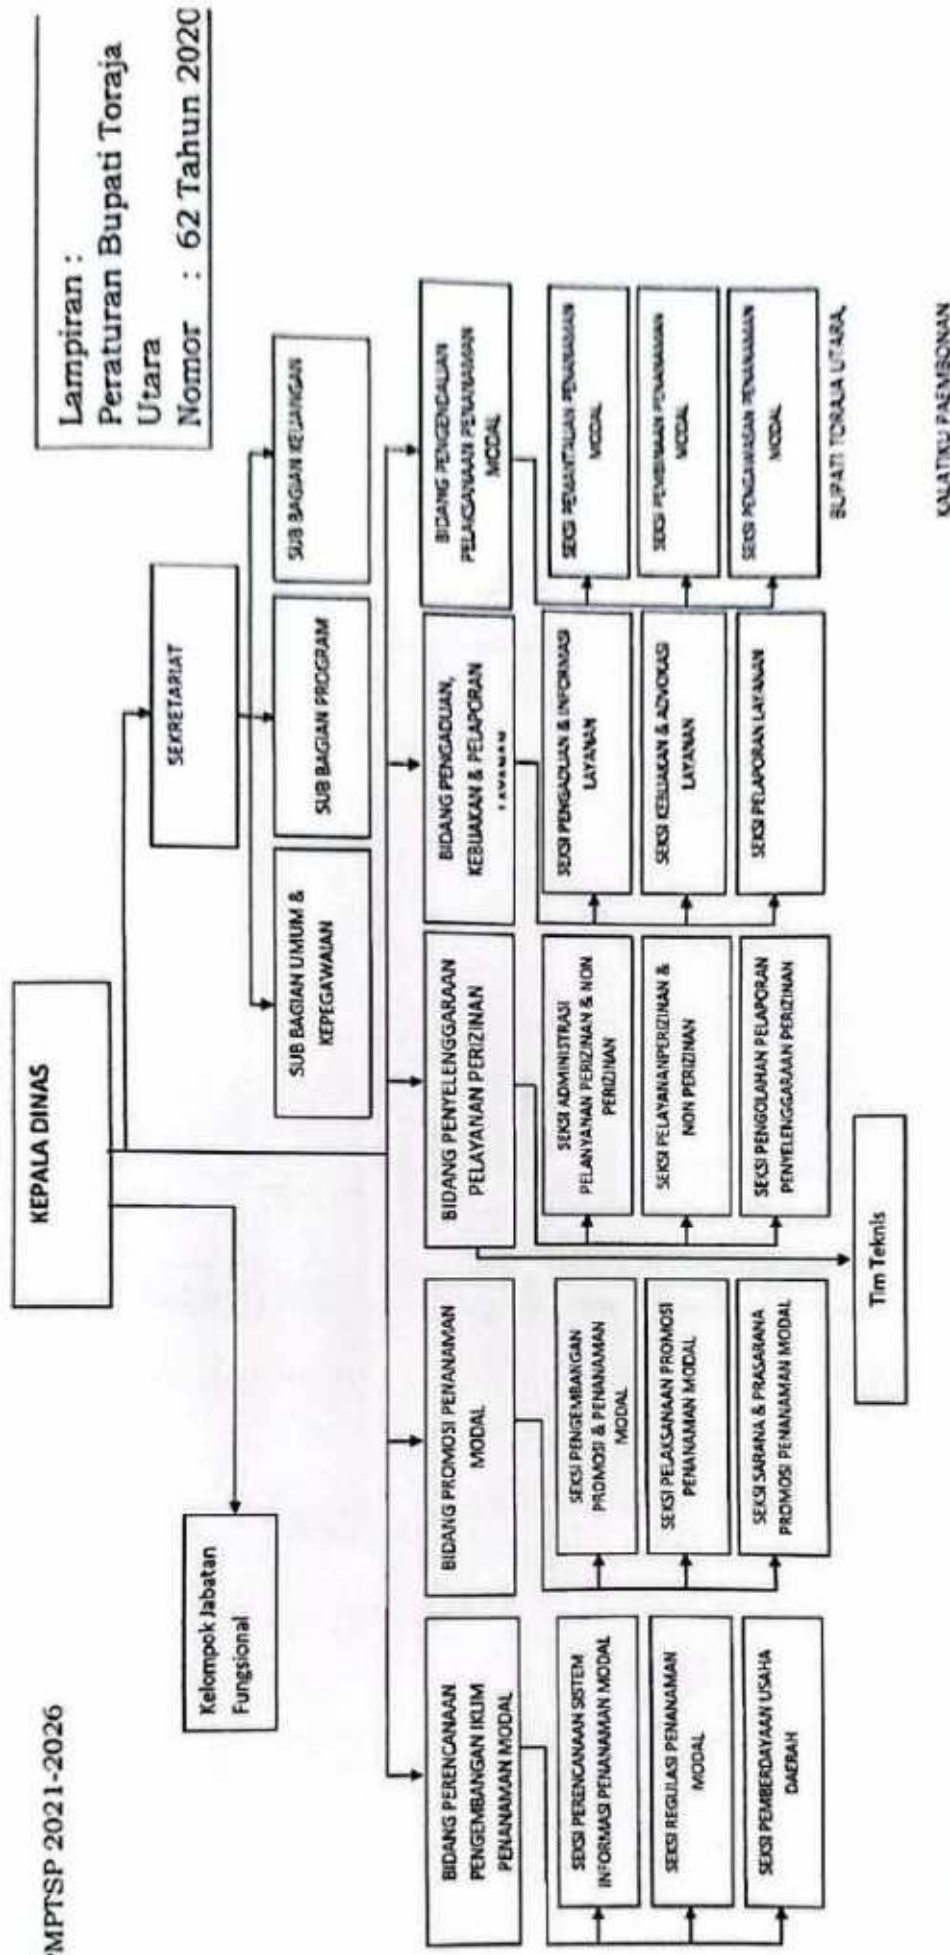 MPTSP 2021-2026
Lampiran :
Peraturan Bupati Toraja
Utara
Nomor : 62 Tahun 2020
KEPALA DINAS
Kelompok Jabatan
Fungsional
SEKRETARIAT
SUB BAGIAN UMUM &
KEPEGAWAIAN
SUB BAGIAN PROGRAM
SUB BAGIAN KEUANGAN
BIDANG PERENCANAAN
PENGEMBANGAN IKLIM
PENANAMAN MODAL
SEKSI PERENCANAAN SISTEM
INFORMASI PENANAMAN MODAL
SEKSI REGULASI PENANAMAN
MODAL
SEKSI PEMBERDAYAAN USAHA
DAERAH
BIDANG PROMOSI PENANAMAN
MODAL
SEKSI PENGEMBANGAN
PROMOSI & PENANAMAN
MODAL
SEKSI PELAKSANAAN PROMOSI
PENANAMAN MODAL
SEKSI SARANA & PRASARANA
PROMOSI PENANAMAN MODAL
BIDANG PENYELENGGARAAN
PELAYANAN PERIZINAN
SEKSI ADMINISTRASI
PELANYANAN PERIZINAN & NON
PERIZINAN
SEKSI PELAYANANPERIZINAN &
NON PERIZINAN
SEKSI PENGOLAHAN PELAPORAN
PENYELENGGARAAN PERIZINAN
Tim Teknis
BIDANG PENGADUAN,
KEBIJAKAN & PELAPORAN
SEKSI PENGADUAN & INFORMASI
LAYANAN
SEKSI KEBIJAKAN & ADVOKASI
LAYANAN
SEKSI PELAPORAN LAYANAN
BIDANG PENGENDALIAN
PELAKSANAAN PENANAMAN
MODAL
SEKSI PEMANTAUAN PENANAMAN
MODAL
SEKSI PEMBINAAN PENANAMAN
MODAL
SEKSI PENGAWASAN PENANAMAN
MODAL
BUPATI TORAJA UTARA,
KALATIKU PAEMBONAN